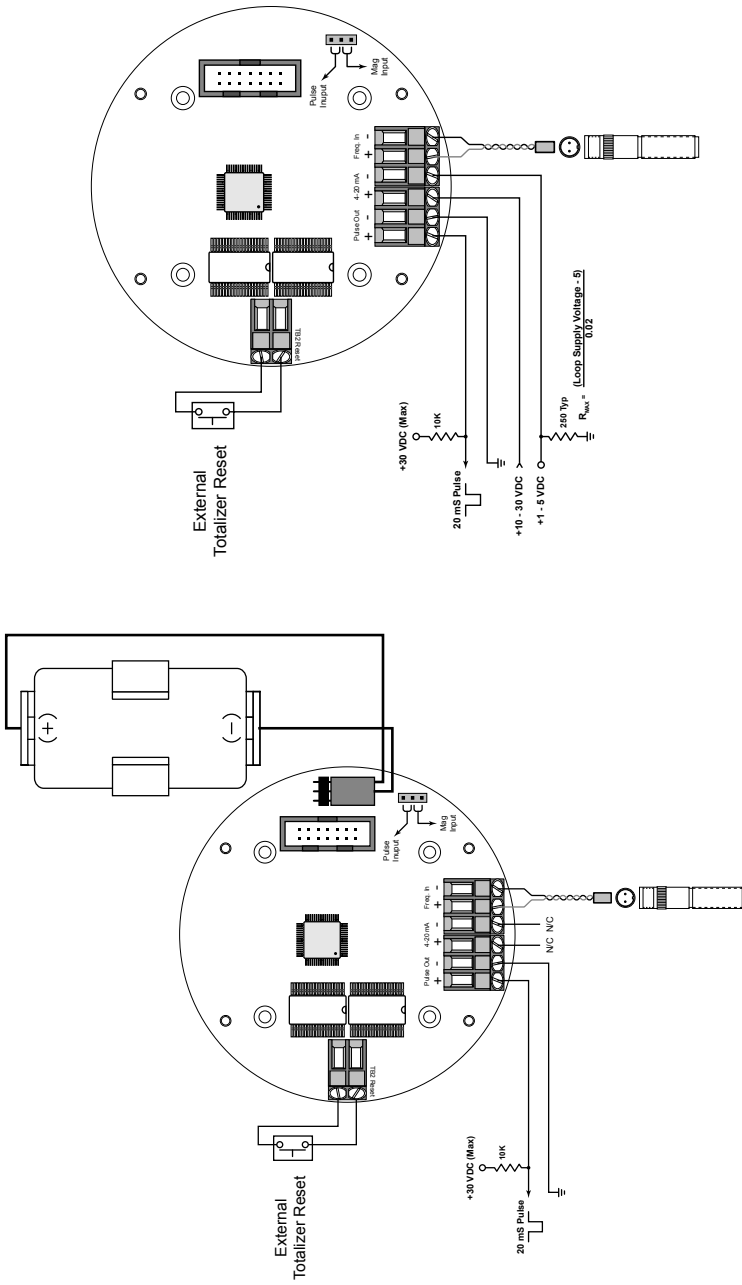 Pulse
Inuput
Mag
Input
Freq. In
+
-
4-20 mA
+
-
Pulse Out
+
-
TB2 Reset
External
Totalizer Reset
+30 VDC (Max)
10K
20 mS Pulse
+10 - 30 VDC
+1 - 5 VDC
250 Typ
RMAX =
(Loop Supply Voltage - 5)
0.02
(+)
(-)
Pulse
Inuput
Mag
Input
Freq. In
+
-
4-20 mA
+
-
Pulse Out
+
-
N/C
N/C
TB2 Reset
External
Totalizer Reset
+30 VDC (Max)
10K
20 mS Pulse